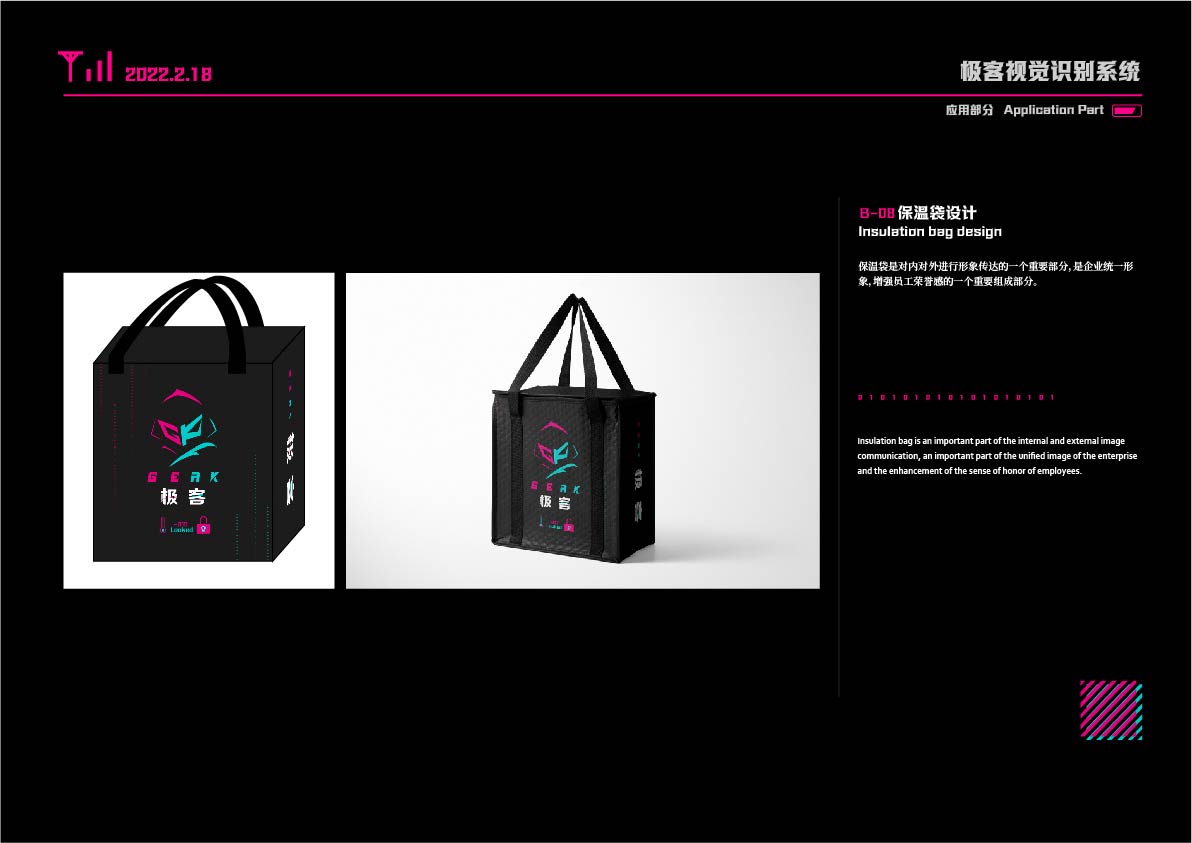 2022.2.18
极客视觉识别系统
应用部分 Application Part
B-08保温袋设计
Insulation bag design
保温袋是对内对外进行形象传达的一个重要部分, 是企业统一形
象, 增强员工荣誉感的一个重要组成部分。
0 1 0 1 0 1 0 1 0 1 0 1 0 1 0 1 0 1
Insulation bag is an important part of the internal and external image
communication, an important part of the unified image of the enterprise
and the enhancement of the sense of honor of employees.
GEAK
极客
Locked
GEAK
极客